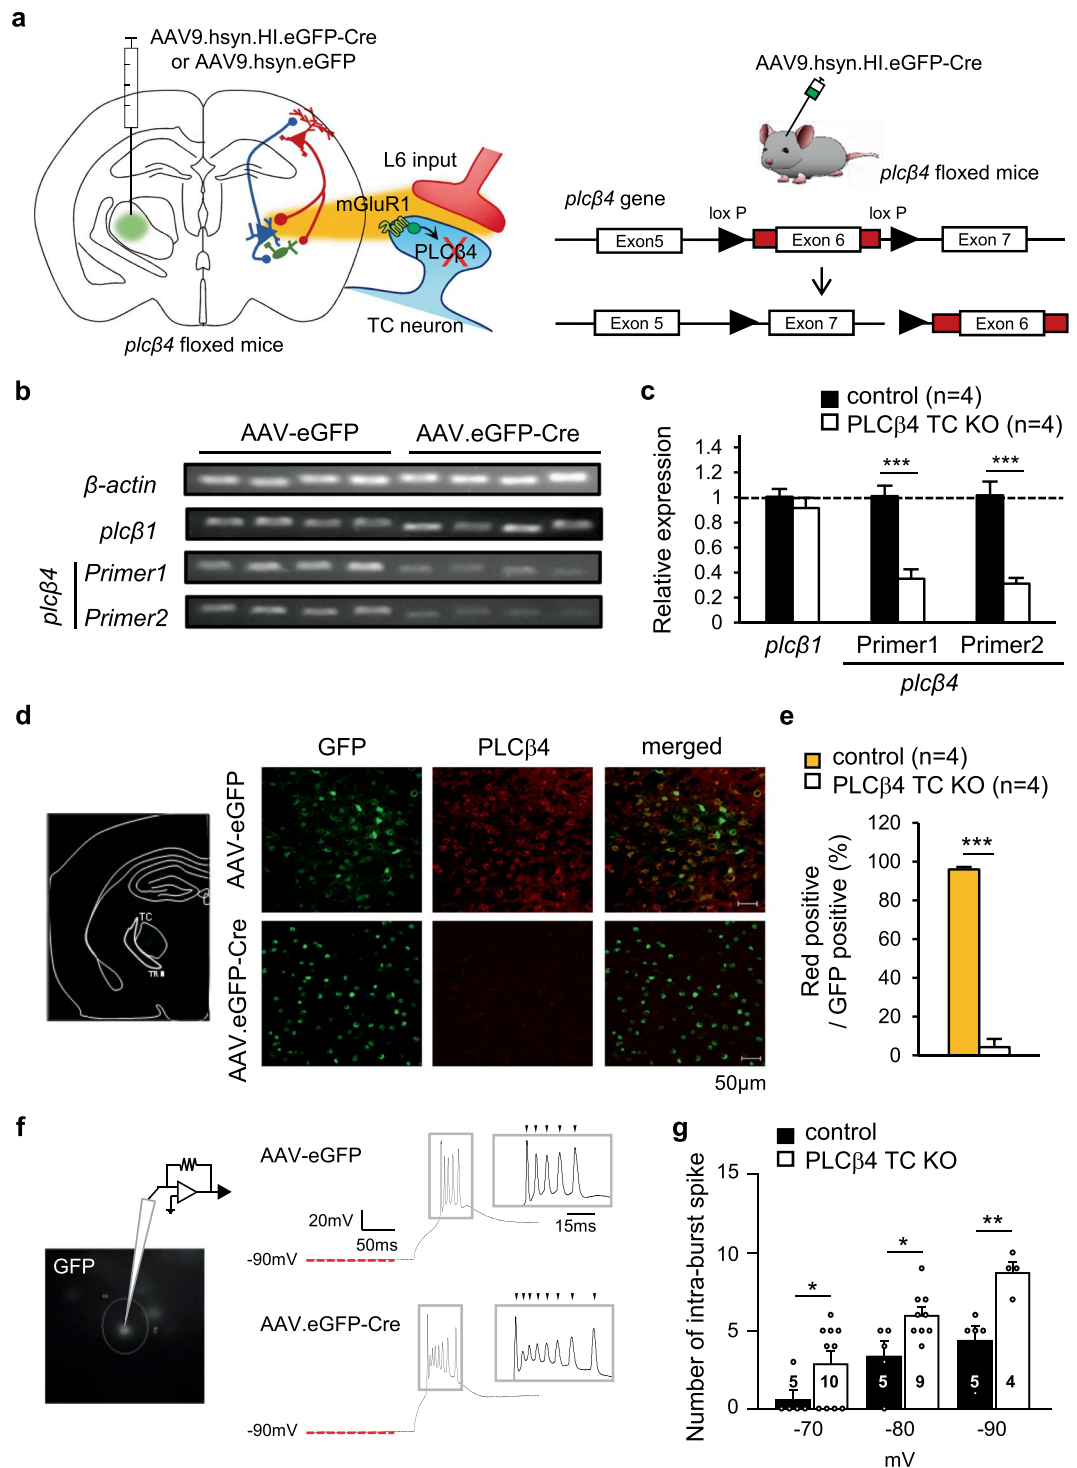 a
AAV9.hsyn.HI.eGFP-Cre
or AAV9.hsyn.eGFP
L6 input
mGluR1
PLCβ4
TC neuron
plcβ4 floxed mice
AAV9.hsyn.HI.eGFP-Cre
plcβ4 floxed mice
plcβ4 gene
lox P
lox P
Exon5
Exon 6
Exon 7
Exon 5
Exon 7
Exon 6
b
AAV-eGFP
AAV.eGFP-Cre
β-actin
plcβ1
plcβ4
Primer1
Primer2
c
control (n=4)
PLCβ4 TC KO (n=4)
Relative expression
1.4
1.2
1
0.8
0.6
0.4
0.2
0
***
***
plcβ1
Primer1
Primer2
plcβ4
d
GFP
PLCβ4
merged
AAV-eGFP
AAV.eGFP-Cre
TC
50μm
e
control (n=4)
PLCβ4 TC KO (n=4)
Red positive
/ GFP positive (%)
120
100
80
60
40
20
0
***
f
GFP
AAV-eGFP
20mV
50ms
15ms
-90mV
AAV.eGFP-Cre
-90mV
g
control
PLCβ4 TC KO
Number of intra-burst spike
15
10
5
0
*
*
**
5
10
5
9
5
4
-70
-80
-90
mV